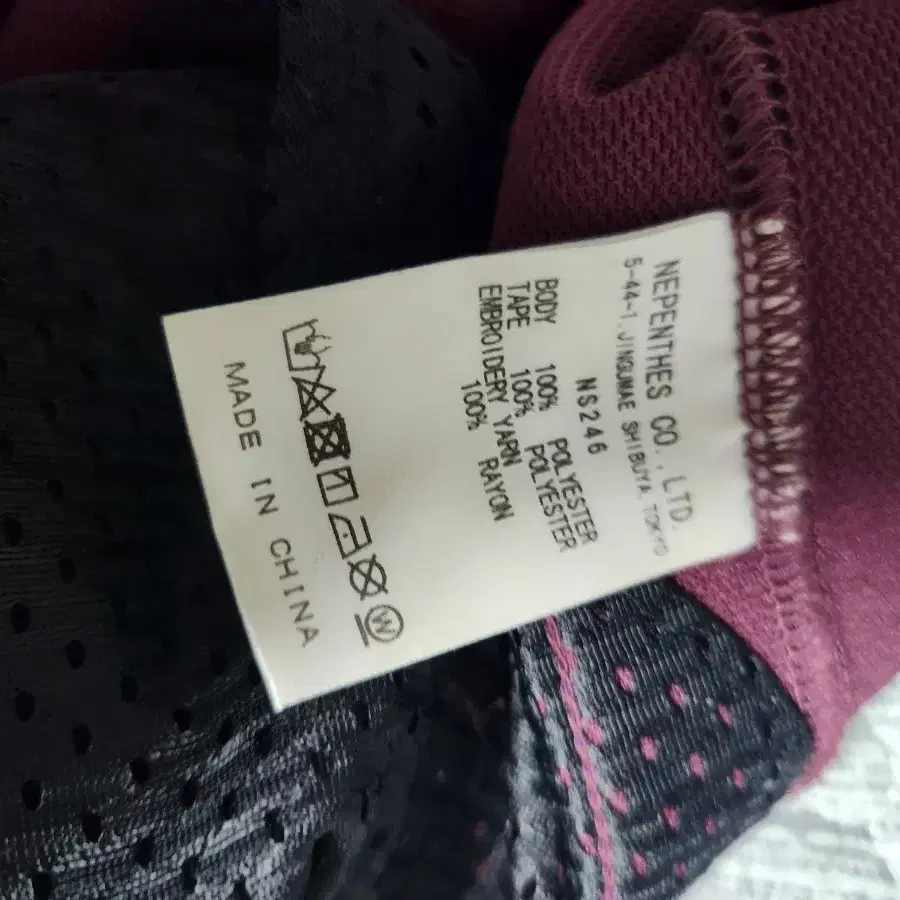 NEPENTHES CO.,LTD.
5-44-1,JINGUMAE SHIBUYA,TOKYO
NS246
BODY 100% POLYESTER
TAPE 100% POLYESTER
EMBROIDERY YARN
100% RAYON
W
MADE IN CHINA